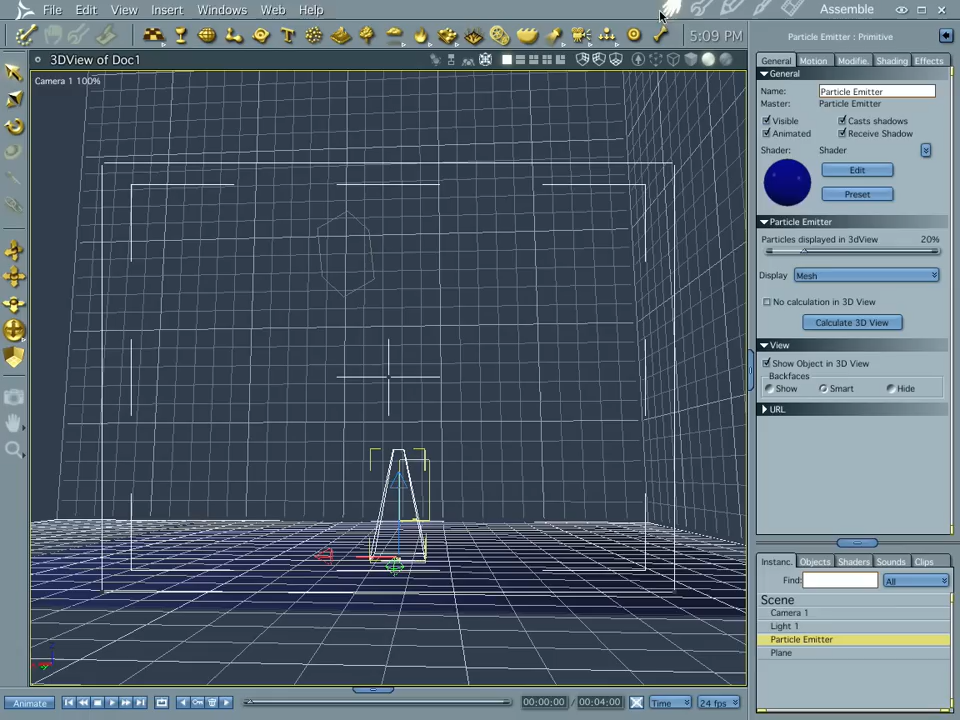 File Edit View Insert Windows Web Help Assemble
5:09 PM
3DView of Doc1
Camera 1 100%
Particle Emitter : Primitive
General Motion Modifie. Shading Effects
General
Name: Particle Emitter
Master: Particle Emitter
Visible Casts shadows
Animated Receive Shadow
Shader: Shader
Edit
Preset
Particle Emitter
Particles displayed in 3dView 20%
Display Mesh
No calculation in 3D View
Calculate 3D View
View
Show Object in 3D View
Backfaces
Show Smart Hide
URL
Instanc. Objects Shaders Sounds Clips
Find: All
Scene
Camera 1
Light 1
Particle Emitter
Plane
Animate 00:00:00 / 00:04:00 Time 24 fps